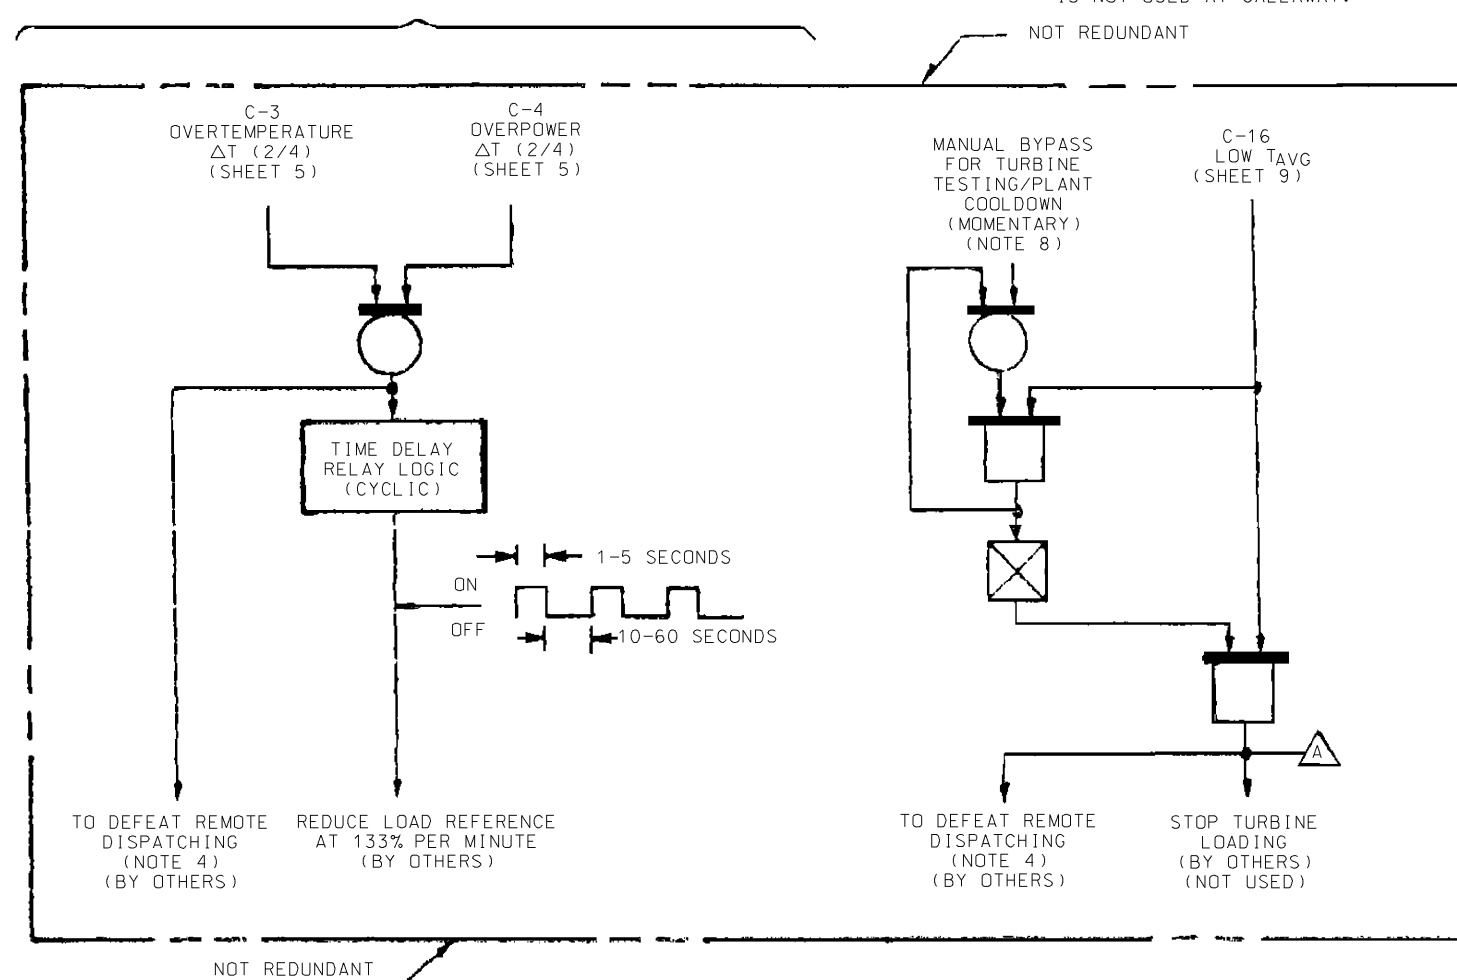 NOT REDUNDANT
C-3
OVERTEMPERATURE
ΔT (2/4)
(SHEET 5)
C-4
OVERPOWER
ΔT (2/4)
(SHEET 5)
MANUAL BYPASS
FOR TURBINE
TESTING/PLANT
COOLDOWN
(MOMENTARY)
(NOTE 8)
C-16
LOW TAVG
(SHEET 9)
TIME DELAY
RELAY LOGIC
(CYCLIC)
1-5 SECONDS
ON
OFF
10-60 SECONDS
A
TO DEFEAT REMOTE
DISPATCHING
(NOTE 4)
(BY OTHERS)
REDUCE LOAD REFERENCE
AT 133% PER MINUTE
(BY OTHERS)
TO DEFEAT REMOTE
DISPATCHING
(NOTE 4)
(BY OTHERS)
STOP TURBINE
LOADING
(BY OTHERS)
(NOT USED)
NOT REDUNDANT